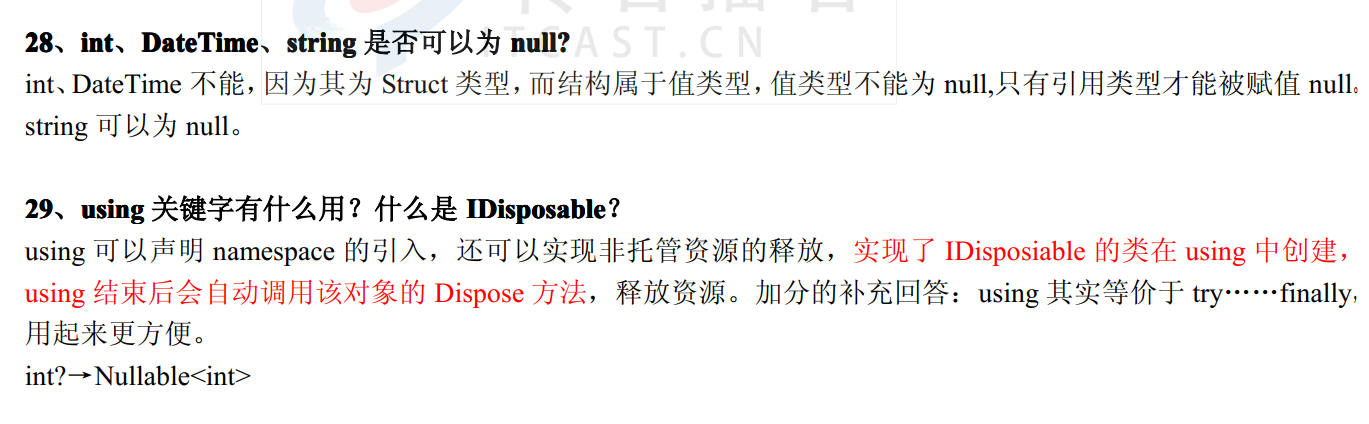 传智播客
ITCAST.CN
28、int、DateTime、string 是否可以为 null?
int、DateTime 不能，因为其为 Struct 类型，而结构属于值类型，值类型不能为 null,只有引用类型才能被赋值 null。
string 可以为 null。
29、using 关键字有什么用？什么是 IDisposable？
using 可以声明 namespace 的引入，还可以实现非托管资源的释放，实现了 IDisposiable 的类在 using 中创建，
using 结束后会自动调用该对象的 Dispose 方法，释放资源。加分的补充回答：using 其实等价于 try……finally，
用起来更方便。
int?→Nullable<int>